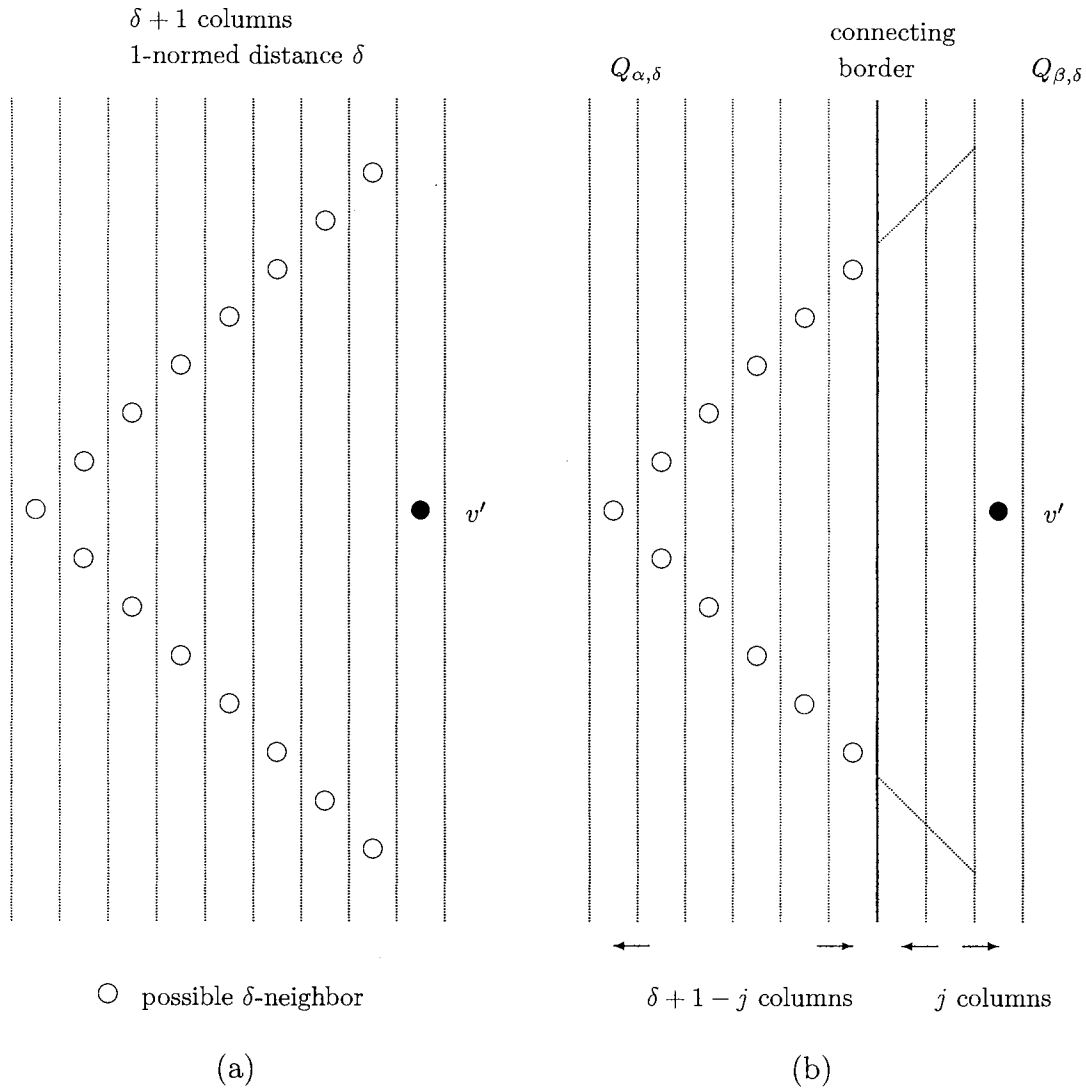 δ + 1 columns
1-normed distance δ
v′
○ possible δ-neighbor
(a)
connecting
border
Q_{α,δ}
Q_{β,δ}
v′
δ + 1 − j columns
j columns
(b)